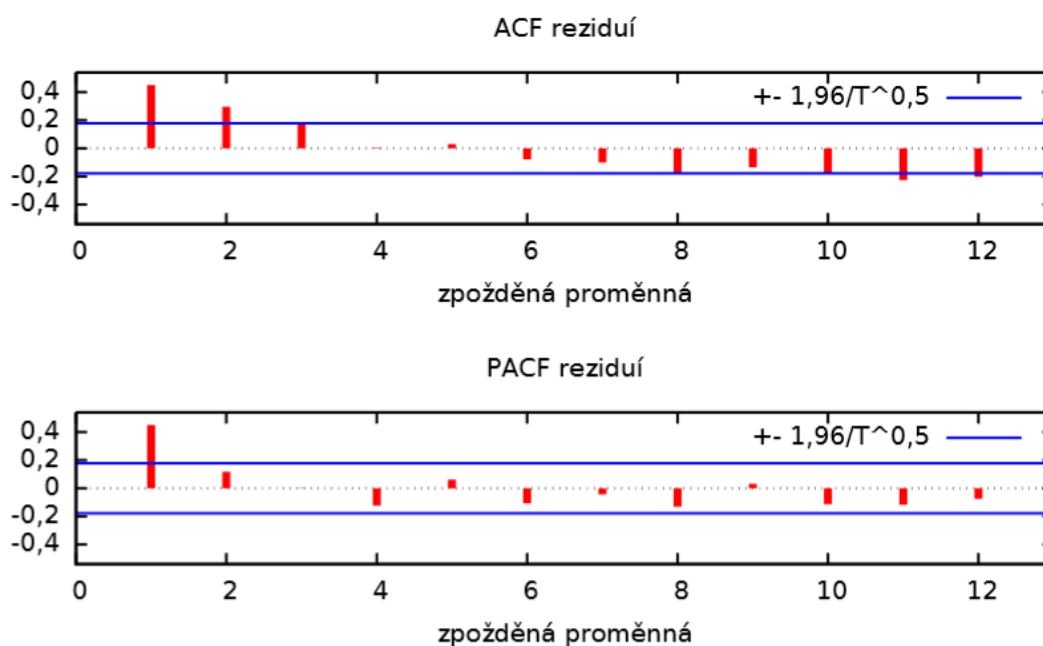 ACF reziduí
+- 1,96/T^0,5
0,4
0,2
0
-0,2
-0,4
0 2 4 6 8 10 12
zpožděná proměnná
PACF reziduí
+- 1,96/T^0,5
0,4
0,2
0
-0,2
-0,4
0 2 4 6 8 10 12
zpožděná proměnná